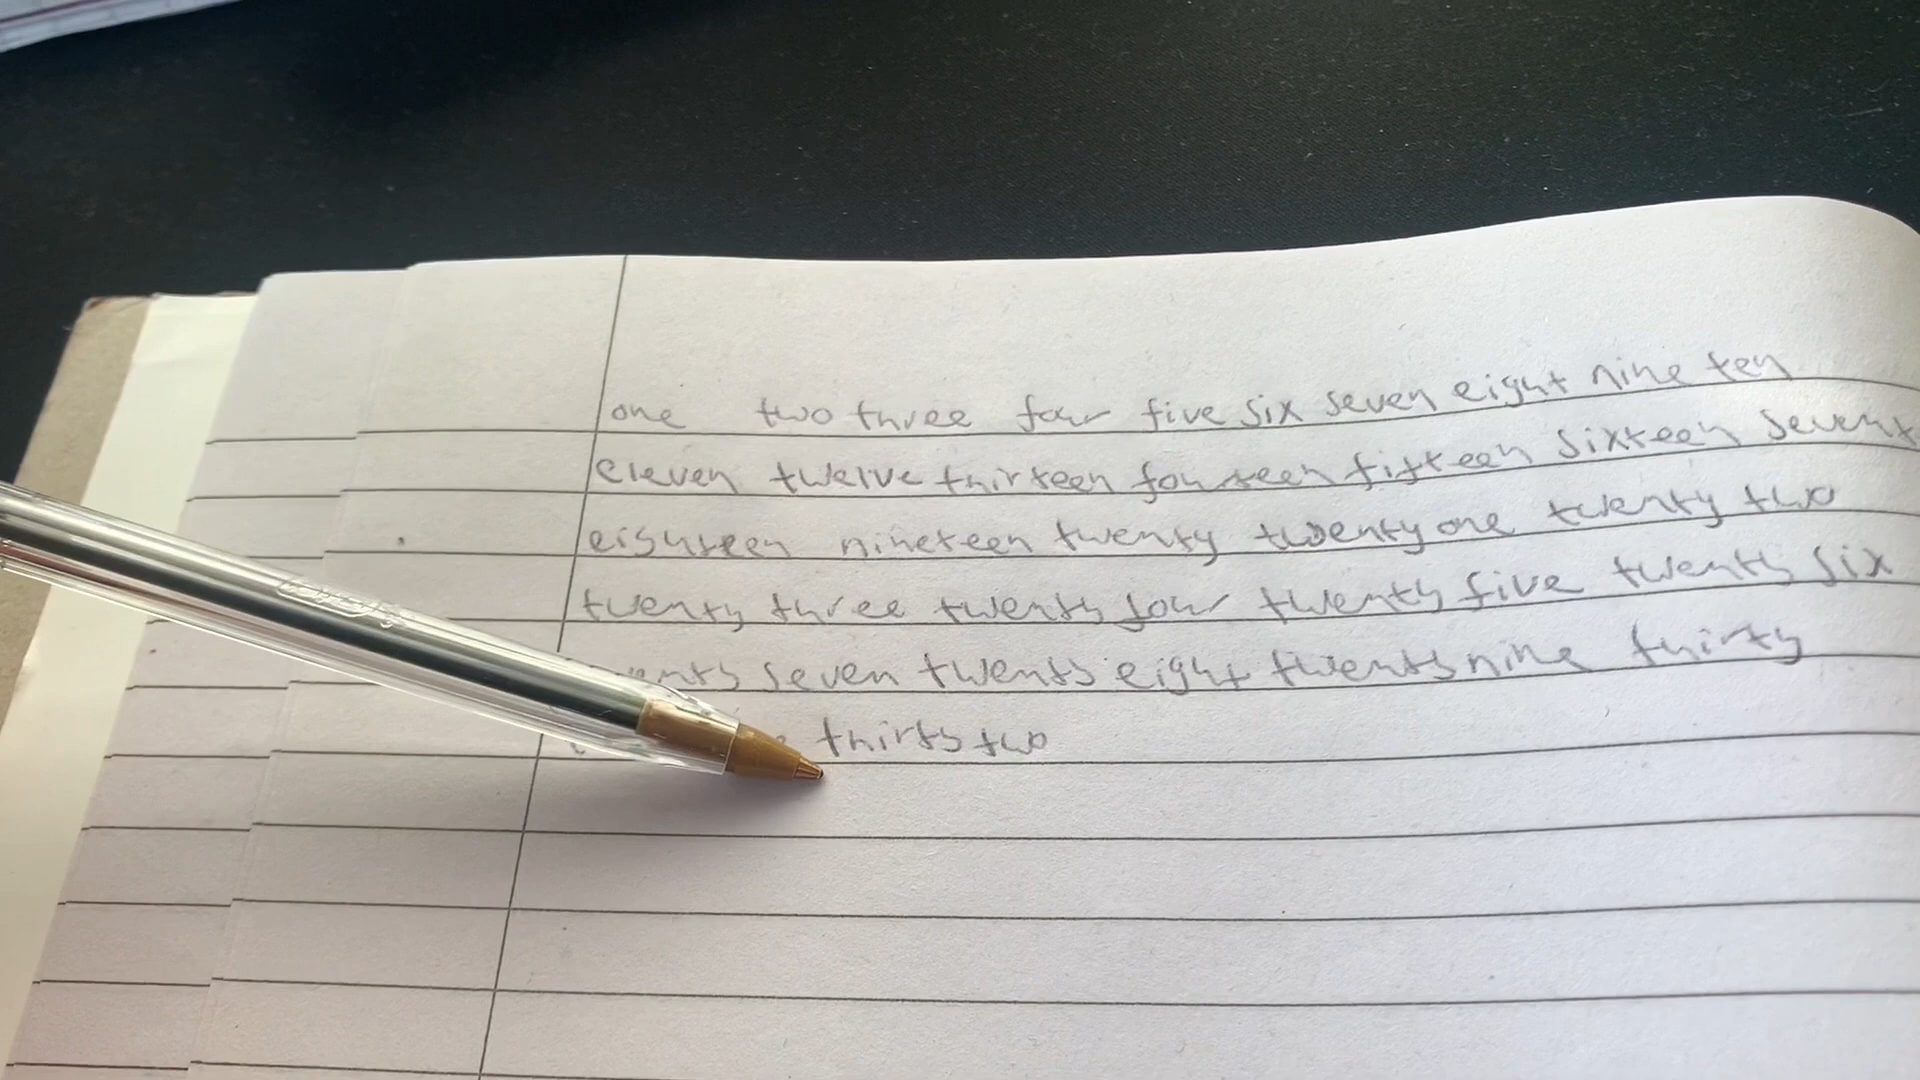 one two three four five six seven eight nine ten
eleven twelve thirteen fourteen fifteen sixteen sevent
eighteen nineteen twenty twenty one twenty two
twenty three twenty four twenty five twenty six
seven twenty eight twenty nine thirty
thirty two